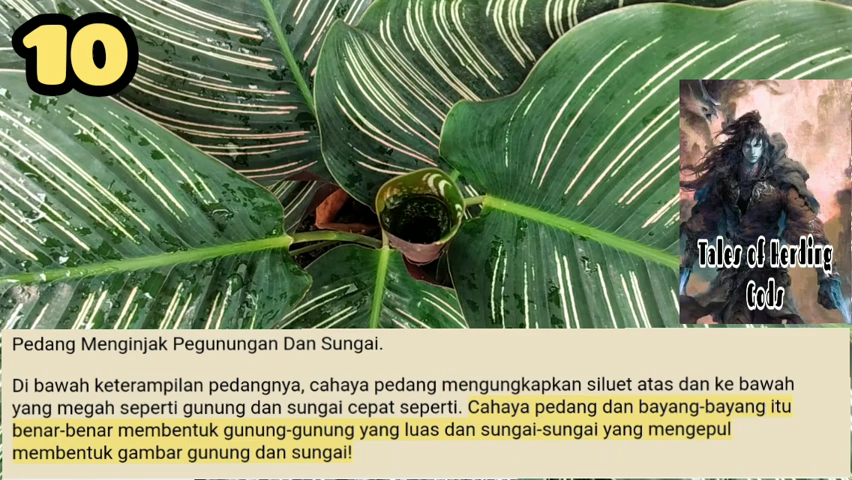 10
Tales of Herding
Gods
Pedang Menginjak Pegunungan Dan Sungai.
Di bawah keterampilan pedangnya, cahaya pedang mengungkapkan siluet atas dan ke bawah
yang megah seperti gunung dan sungai cepat seperti. Cahaya pedang dan bayang-bayang itu
benar-benar membentuk gunung-gunung yang luas dan sungai-sungai yang mengepul
membentuk gambar gunung dan sungai!